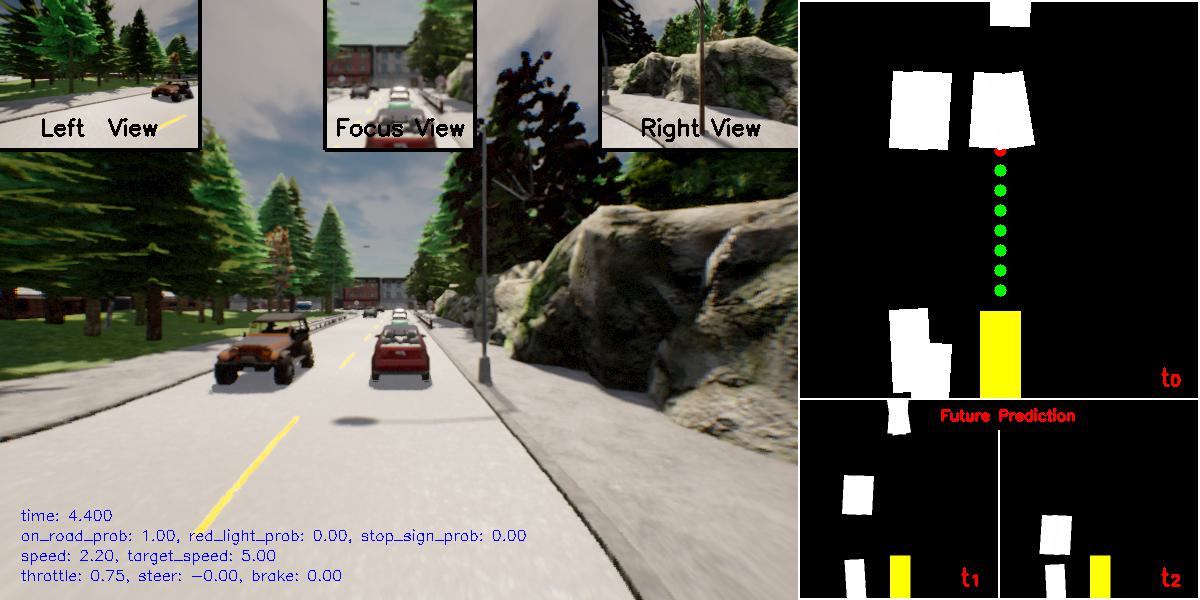 Left View
Focus View
Right View
t0
Future Prediction
t1
t2
time: 4.400
on_road_prob: 1.00, red_light_prob: 0.00, stop_sign_prob: 0.00
speed: 2.20, target_speed: 5.00
throttle: 0.75, steer: -0.00, brake: 0.00